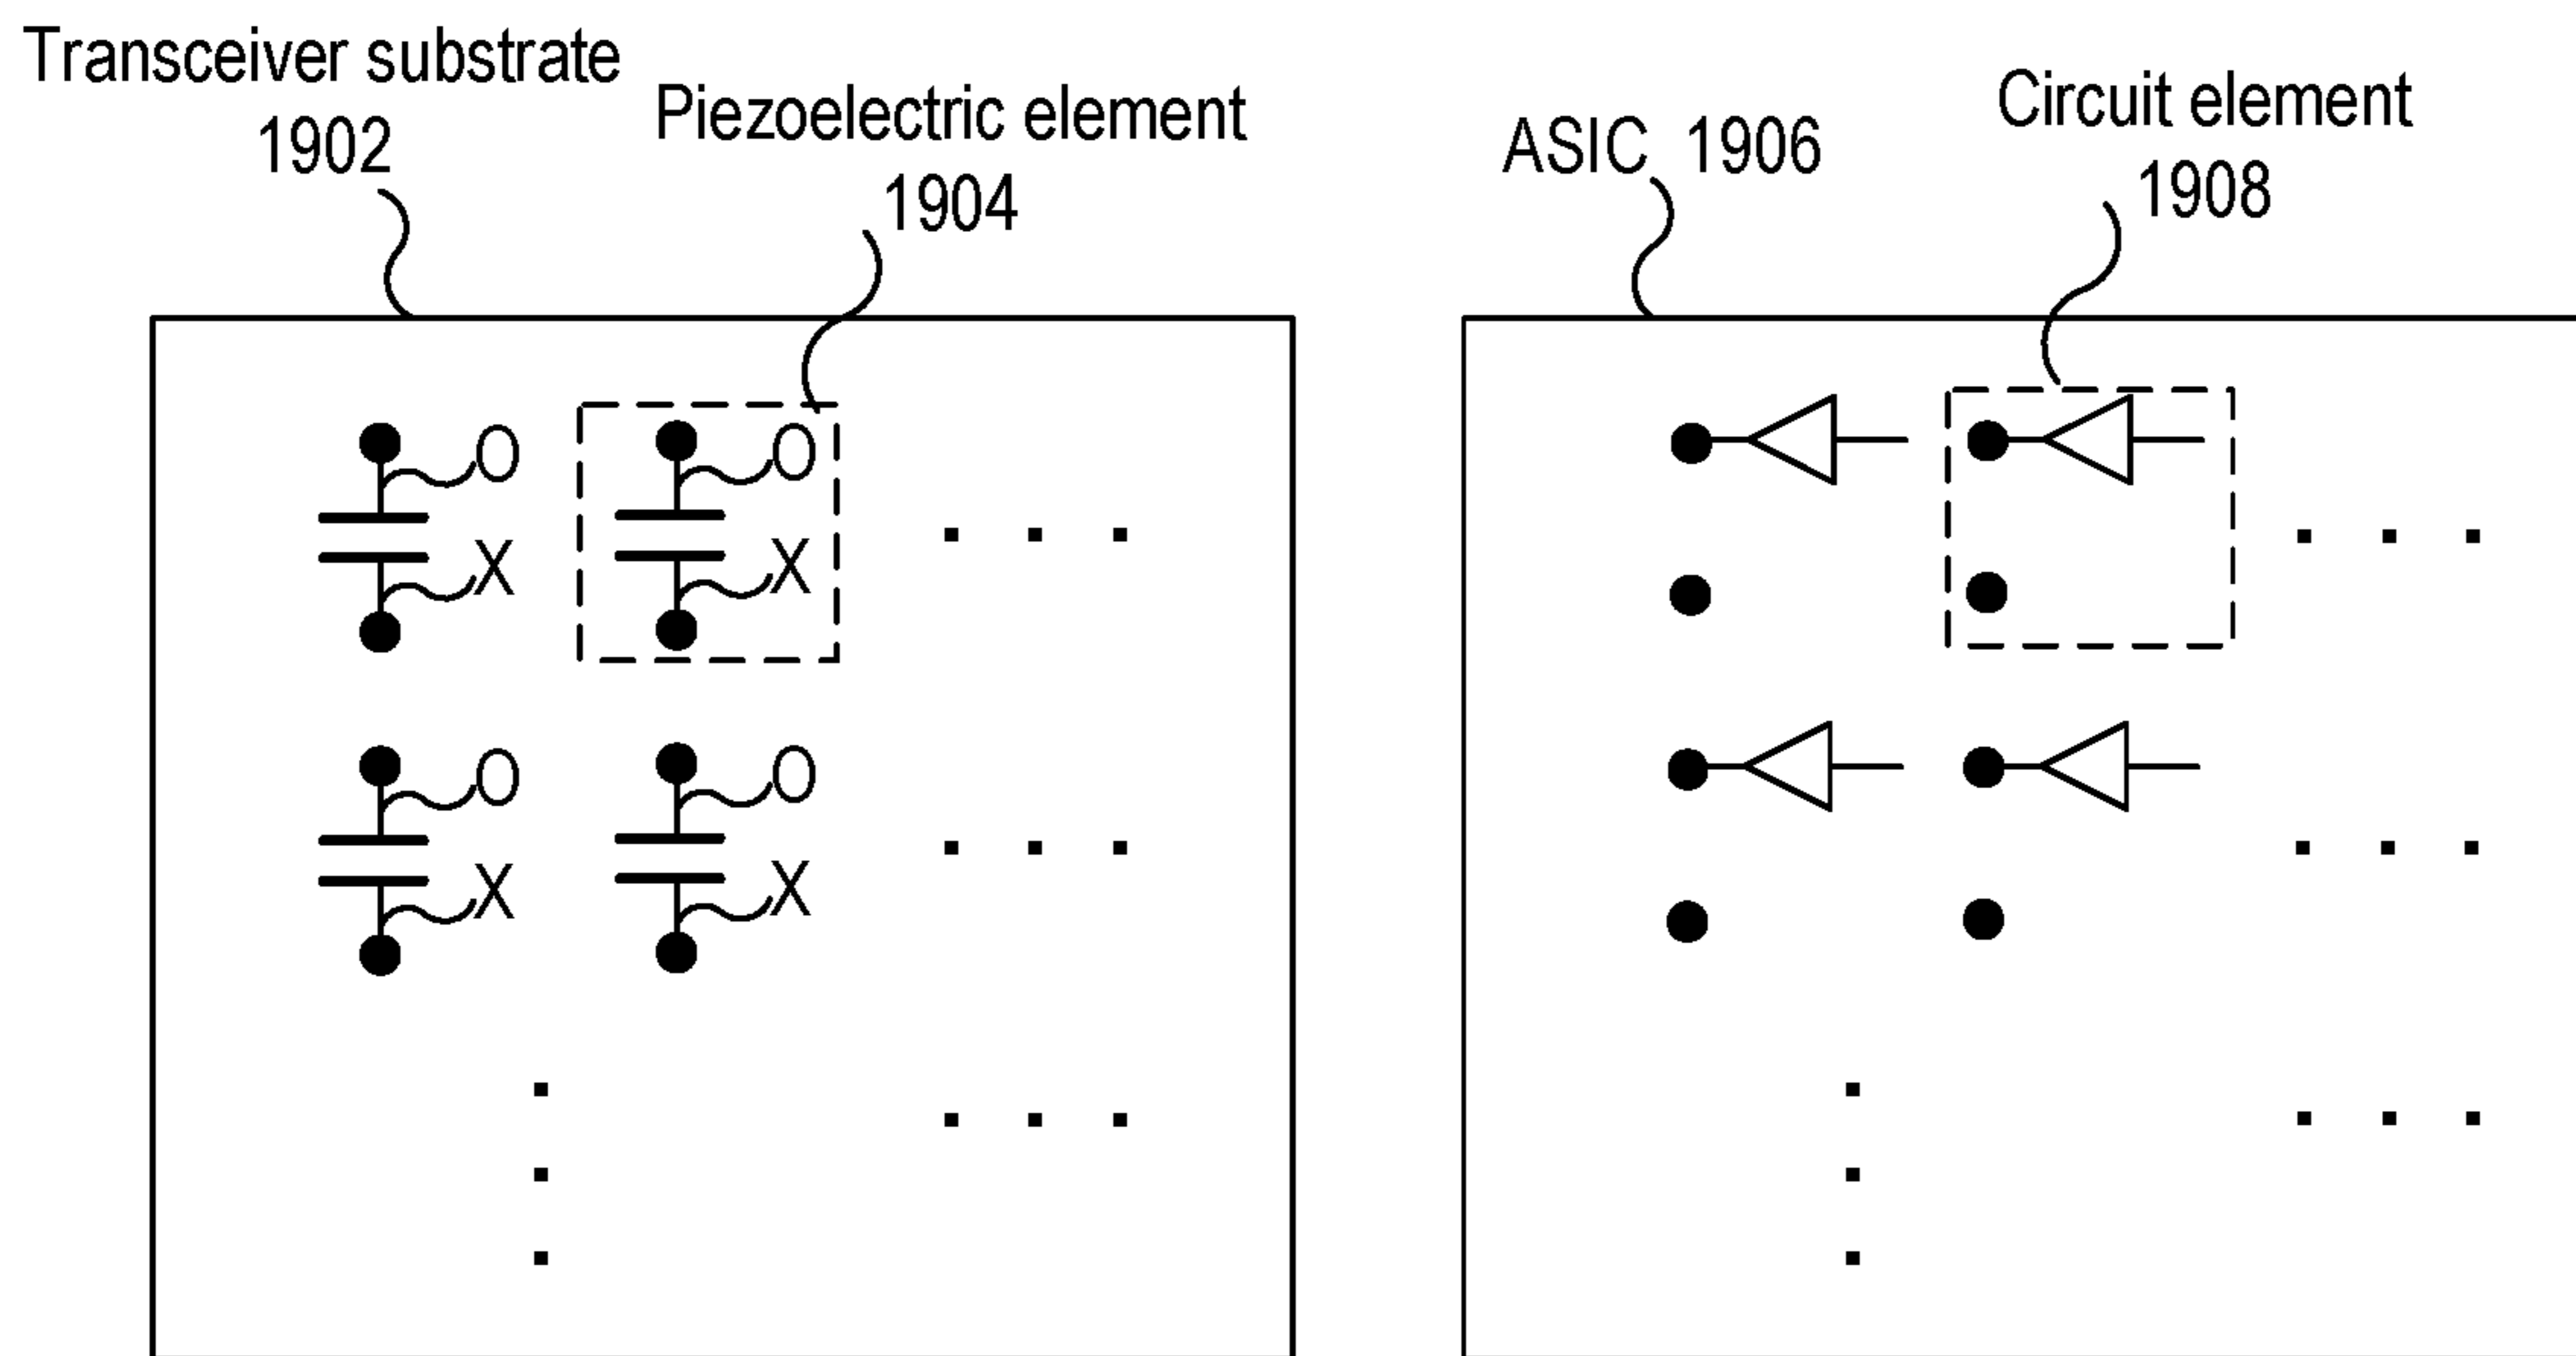 Transceiver substrate
1902
Piezoelectric element
1904
ASIC 1906
Circuit element
1908
O O
X X
O O
X X